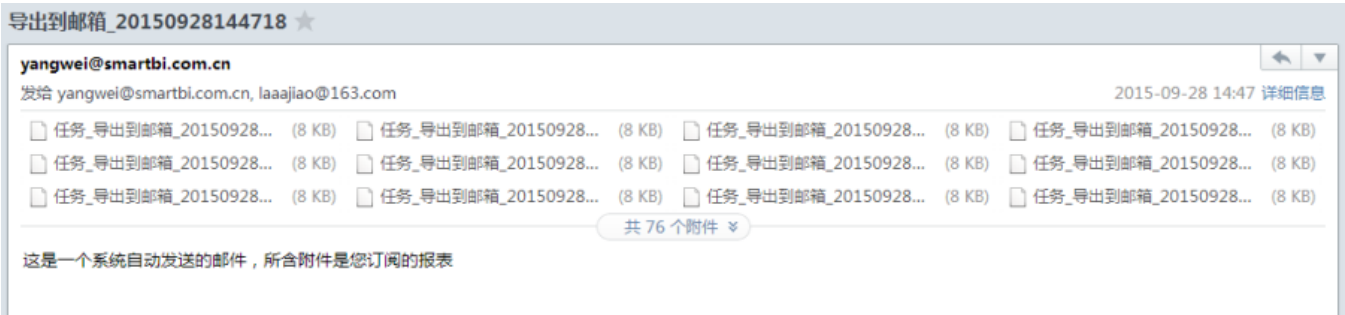 导出到邮箱_20150928144718
yangwei@smartbi.com.cn
发给 yangwei@smartbi.com.cn, laaajiao@163.com 2015-09-28 14:47 详细信息
任务_导出到邮箱_20150928... (8 KB) 任务_导出到邮箱_20150928... (8 KB) 任务_导出到邮箱_20150928... (8 KB) 任务_导出到邮箱_20150928... (8 KB)
任务_导出到邮箱_20150928... (8 KB) 任务_导出到邮箱_20150928... (8 KB) 任务_导出到邮箱_20150928... (8 KB) 任务_导出到邮箱_20150928... (8 KB)
任务_导出到邮箱_20150928... (8 KB) 任务_导出到邮箱_20150928... (8 KB) 任务_导出到邮箱_20150928... (8 KB) 任务_导出到邮箱_20150928... (8 KB)
共 76 个附件
这是一个系统自动发送的邮件，所含附件是您订阅的报表